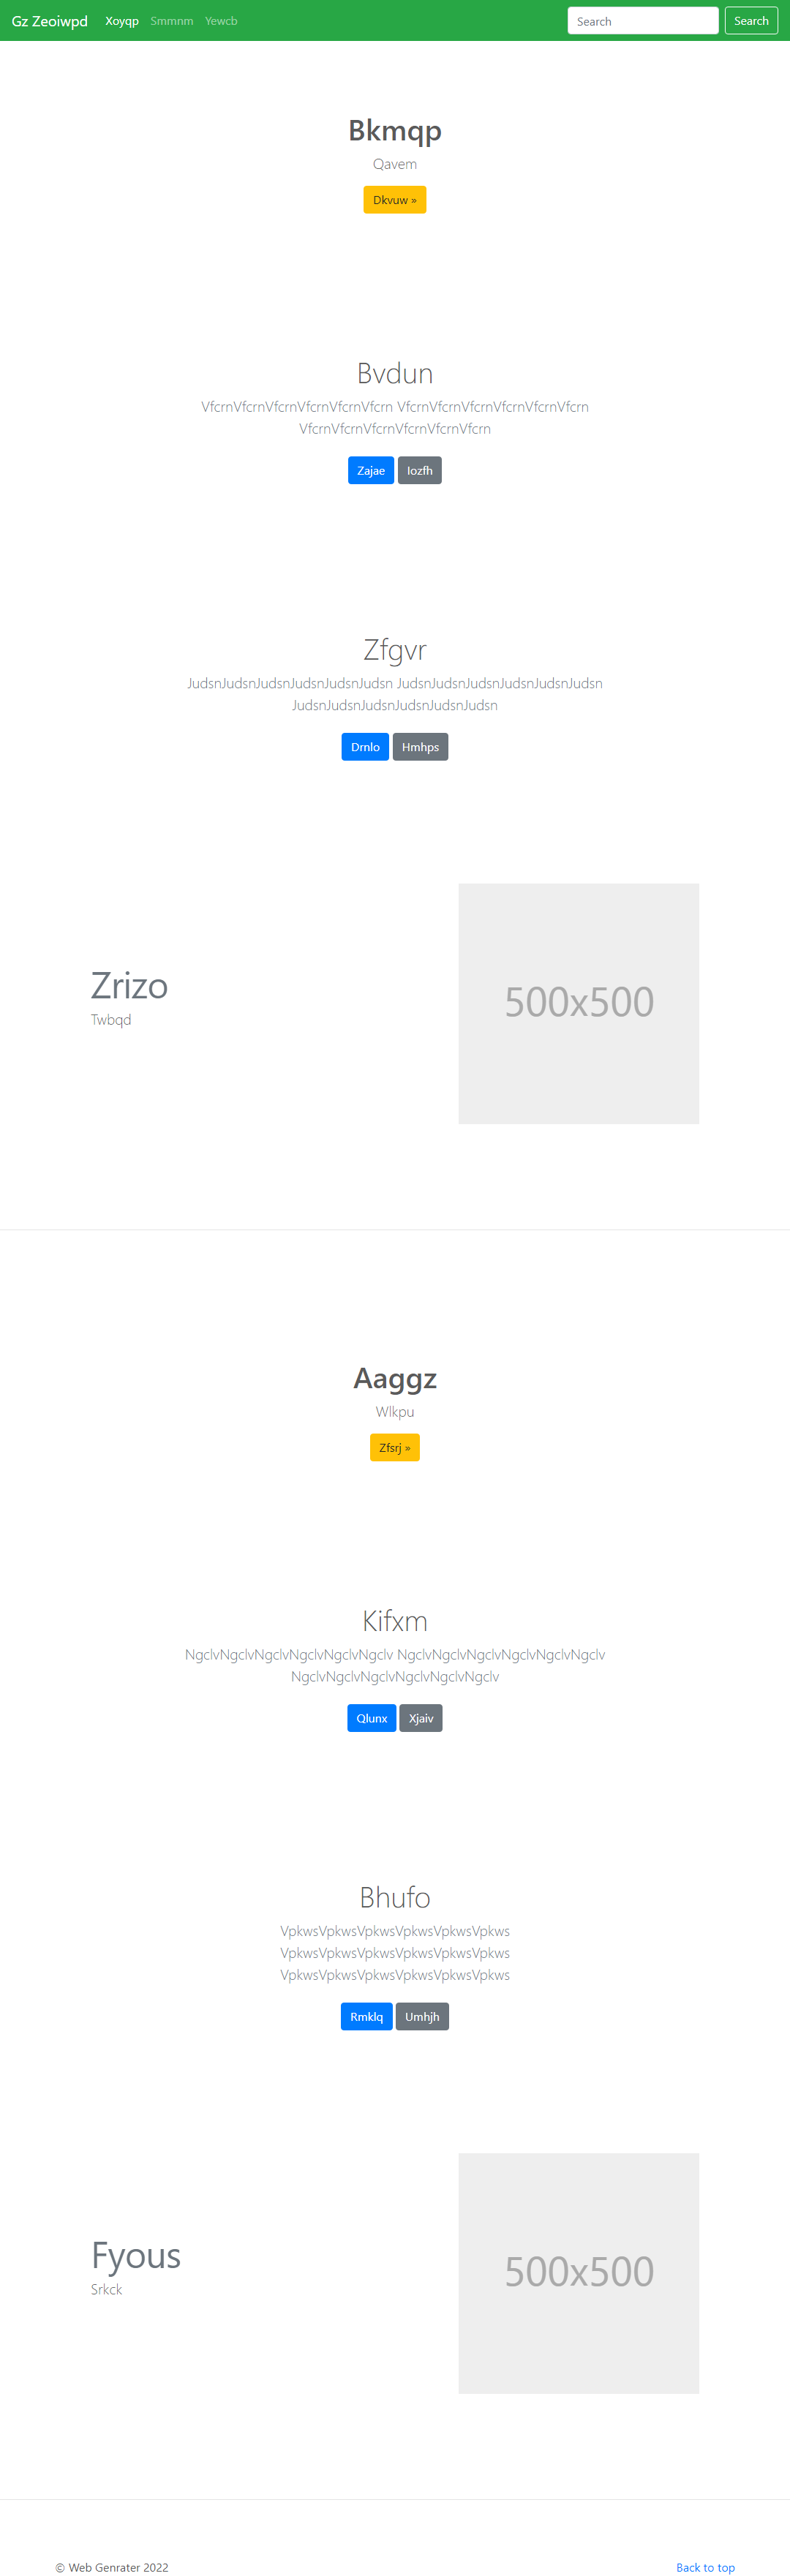 Gz Zeoiwpd Xoyqp Smmnm Yewcb Search Search
Bkmqp
Qavem
Dkvuw »
Bvdun
VfcrnVfcrnVfcrnVfcrnVfcrnVfcrn VfcrnVfcrnVfcrnVfcrnVfcrnVfcrn
VfcrnVfcrnVfcrnVfcrnVfcrnVfcrn
Zajae Iozfh
Zfgvr
JudsnJudsnJudsnJudsnJudsnJudsn JudsnJudsnJudsnJudsnJudsnJudsn
JudsnJudsnJudsnJudsnJudsnJudsn
Drnlo Hmhps
Zrizo
Twbqd
500x500
Aaggz
Wlkpu
Zfsrj »
Kifxm
NgclvNgclvNgclvNgclvNgclvNgclv NgclvNgclvNgclvNgclvNgclvNgclv
NgclvNgclvNgclvNgclvNgclvNgclv
Qlunx Xjaiv
Bhufo
VpkwsVpkwsVpkwsVpkwsVpkwsVpkws
VpkwsVpkwsVpkwsVpkwsVpkwsVpkws
VpkwsVpkwsVpkwsVpkwsVpkwsVpkws
Rmklq Umhjh
Fyous
Srkck
500x500
© Web Genrater 2022 Back to top